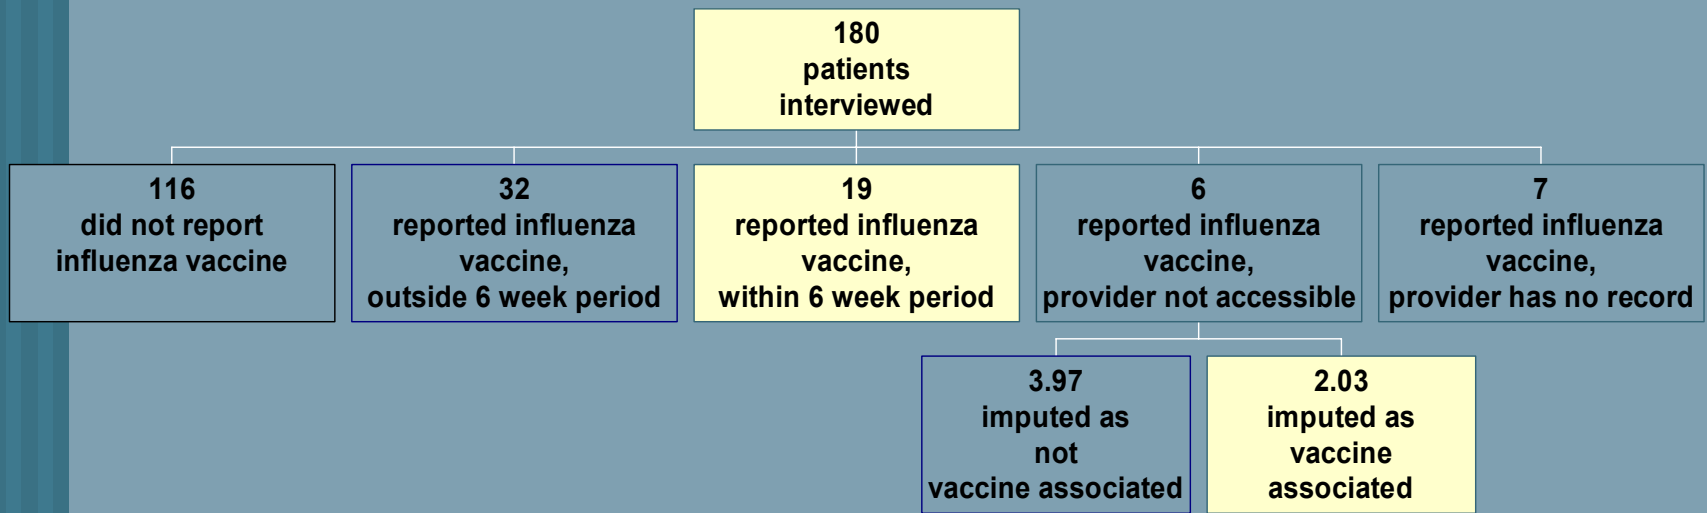 180
patients
interviewed
116
did not report
influenza vaccine
32
reported influenza
vaccine,
outside 6 week period
19
reported influenza
vaccine,
within 6 week period
6
reported influenza
vaccine,
provider not accessible
7
reported influenza
vaccine,
provider has no record
3.97
imputed as
not
vaccine associated
2.03
imputed as
vaccine
associated